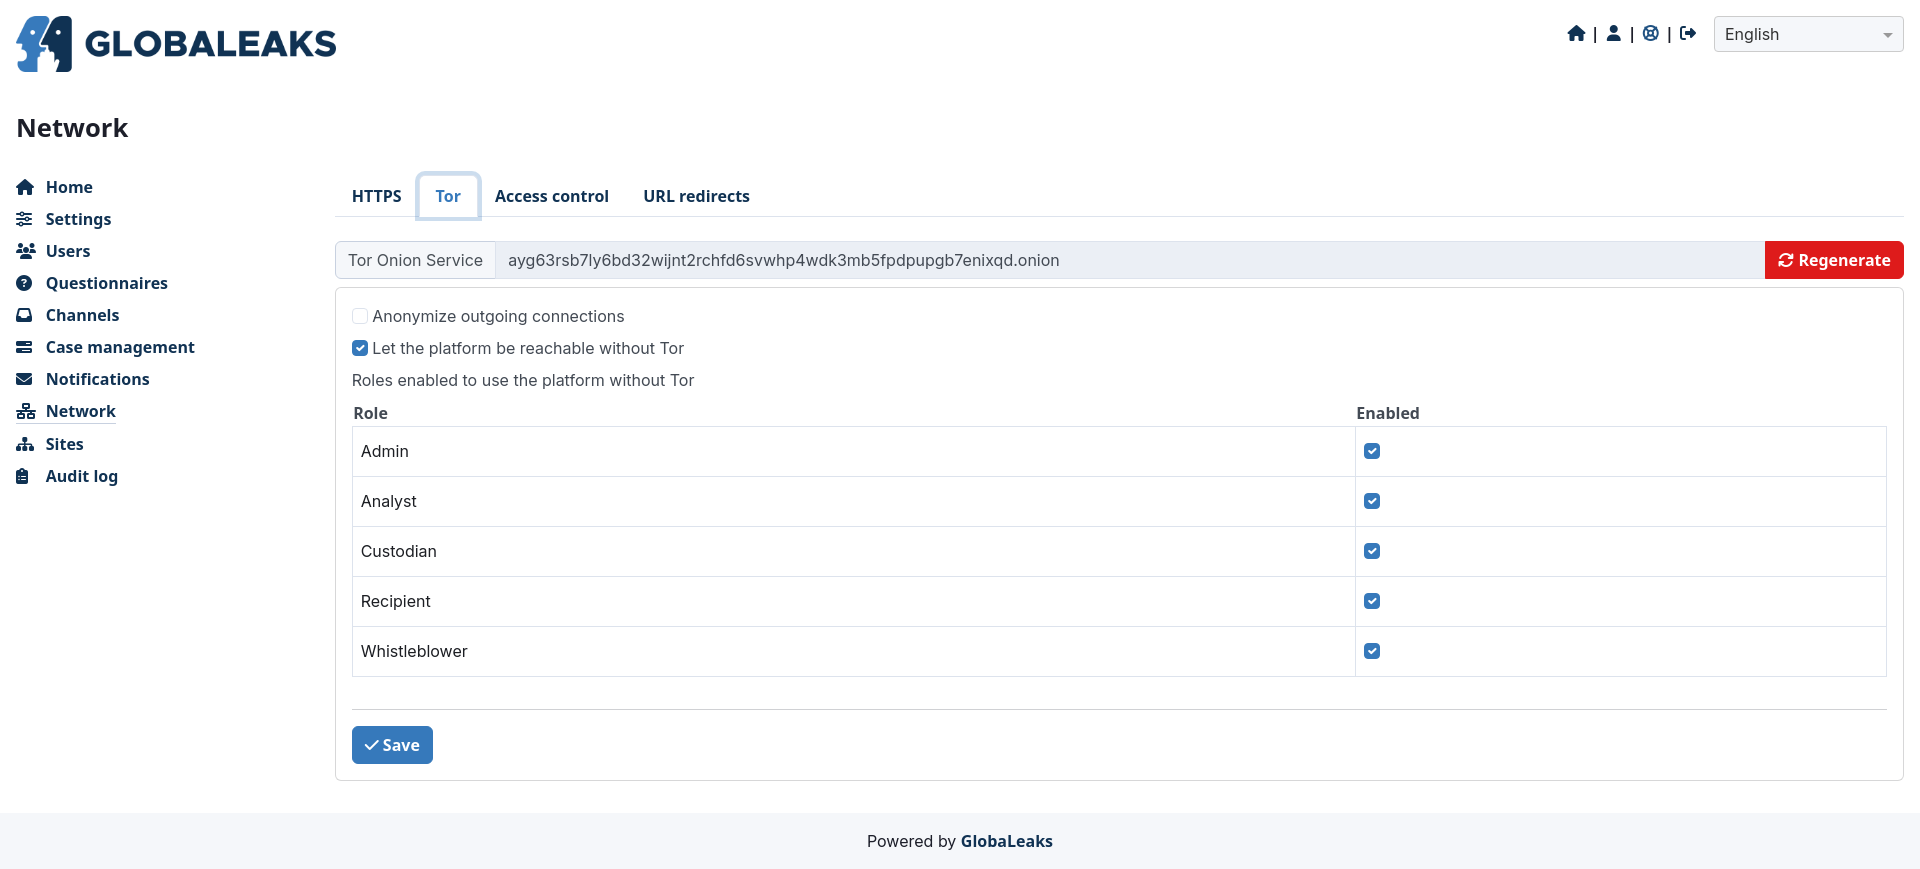 GLOBALEAKS
| | |
English
Network
Home
Settings
Users
Questionnaires
Channels
Case management
Notifications
Network
Sites
Audit log
HTTPS Tor Access control URL redirects
Tor Onion Service ayg63rsb7ly6bd32wijnt2rchfd6svwhp4wdk3mb5fpdpupgb7enixqd.onion Regenerate
Anonymize outgoing connections
Let the platform be reachable without Tor
Roles enabled to use the platform without Tor
Role Enabled
Admin
Analyst
Custodian
Recipient
Whistleblower
Save
Powered by GlobaLeaks